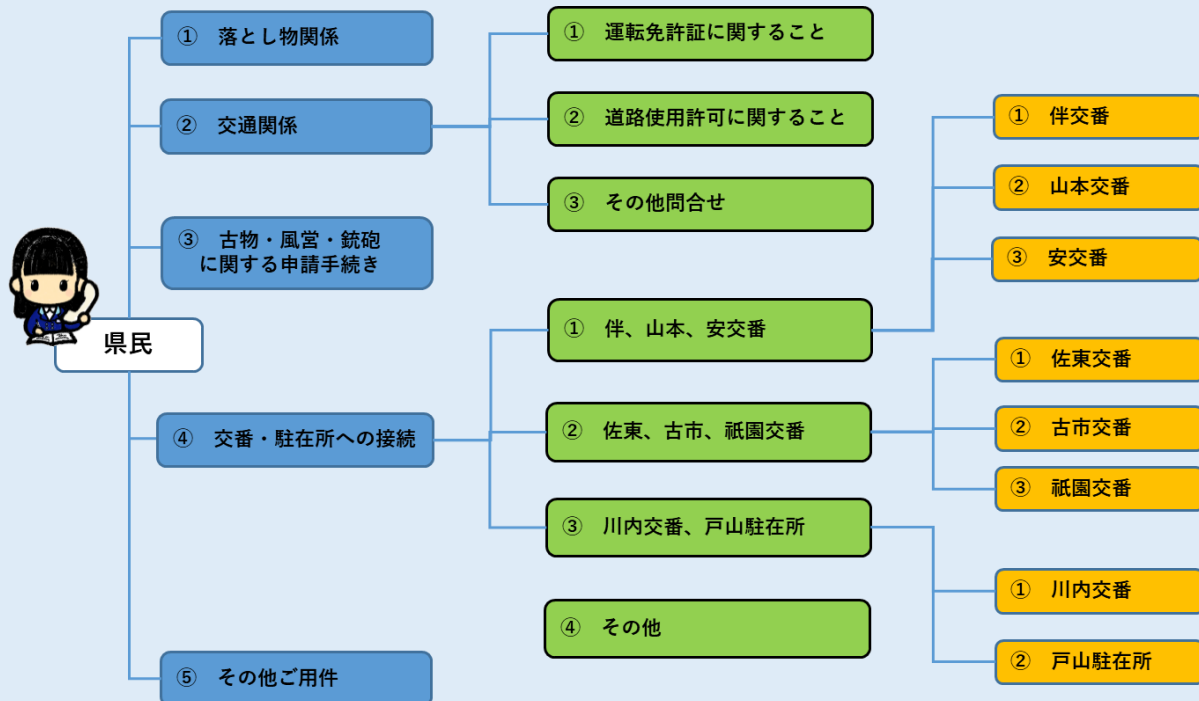 県民
① 落とし物関係
② 交通関係
③ 古物・風営・銃砲
に関する申請手続き
④ 交番・駐在所への接続
⑤ その他ご用件
① 運転免許証に関すること
② 道路使用許可に関すること
③ その他問合せ
① 伴、山本、安交番
② 佐東、古市、祇園交番
③ 川内交番、戸山駐在所
④ その他
① 伴交番
② 山本交番
③ 安交番
① 佐東交番
② 古市交番
③ 祇園交番
① 川内交番
② 戸山駐在所